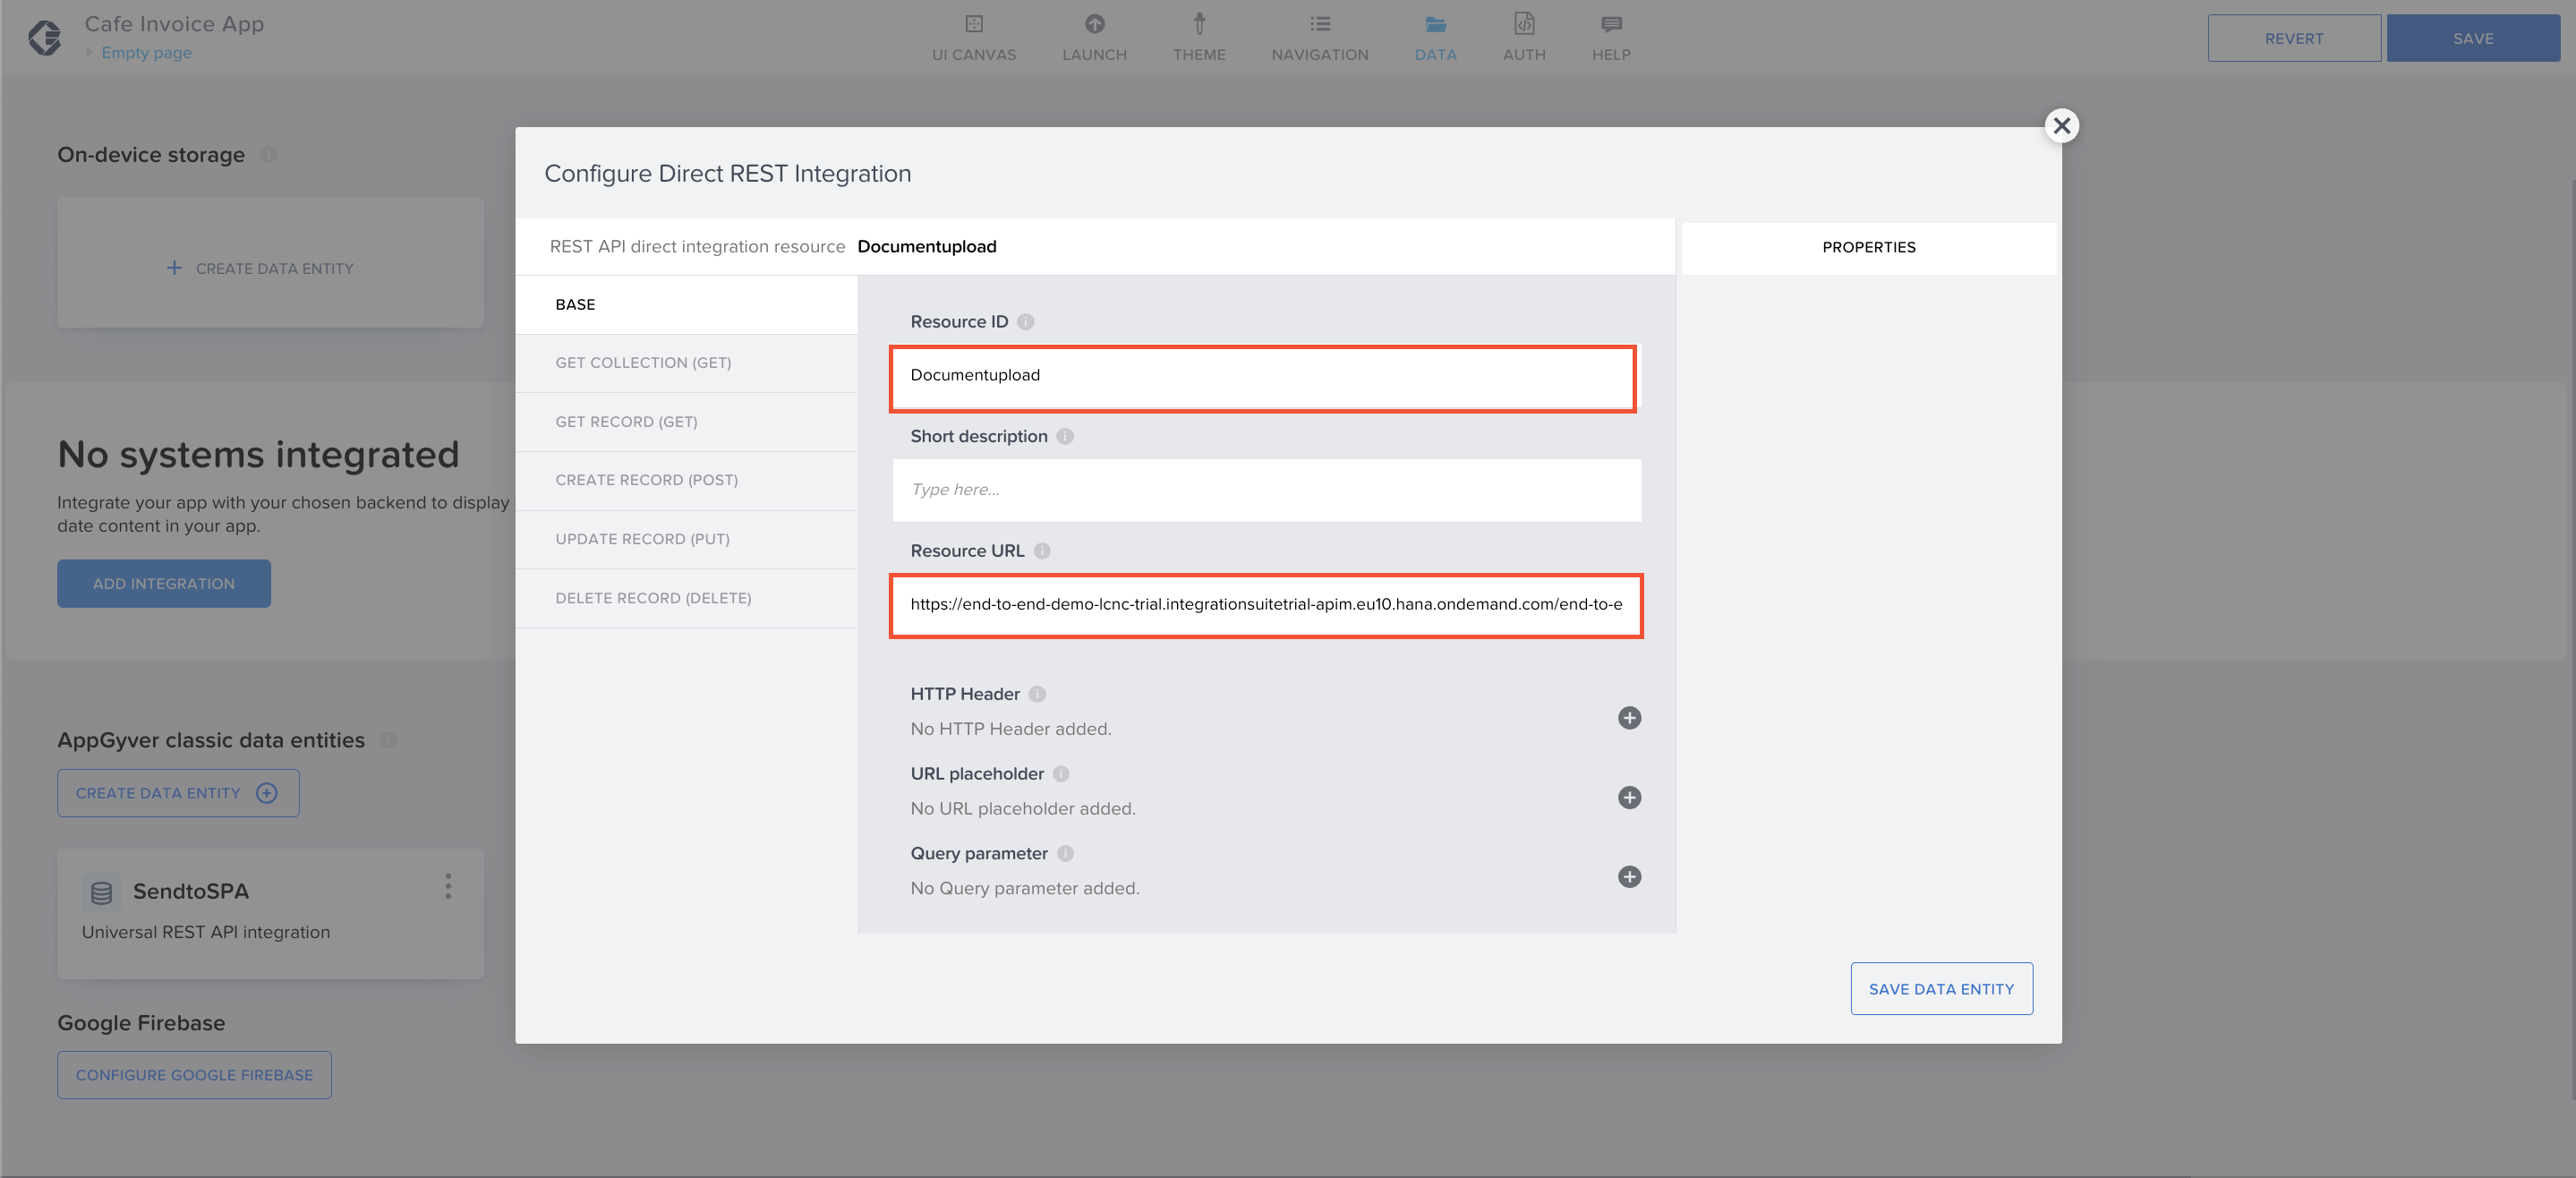 Cafe Invoice App
Empty page
UI CANVAS
LAUNCH
THEME
NAVIGATION
DATA
AUTH
HELP
REVERT
SAVE
On-device storage
CREATE DATA ENTITY
No systems integrated
Integrate your app with your chosen backend to display
date content in your app.
ADD INTEGRATION
AppGyver classic data entities
CREATE DATA ENTITY
SendtoSPA
Universal REST API integration
Google Firebase
CONFIGURE GOOGLE FIREBASE
Configure Direct REST Integration
REST API direct integration resource Documentupload
PROPERTIES
BASE
GET COLLECTION (GET)
GET RECORD (GET)
CREATE RECORD (POST)
UPDATE RECORD (PUT)
DELETE RECORD (DELETE)
Resource ID
Documentupload
Short description
Type here...
Resource URL
https://end-to-end-demo-lcnc-trial.integrationsuitetrial-apim.eu10.hana.ondemand.com/end-to-e
HTTP Header
No HTTP Header added.
URL placeholder
No URL placeholder added.
Query parameter
No Query parameter added.
SAVE DATA ENTITY